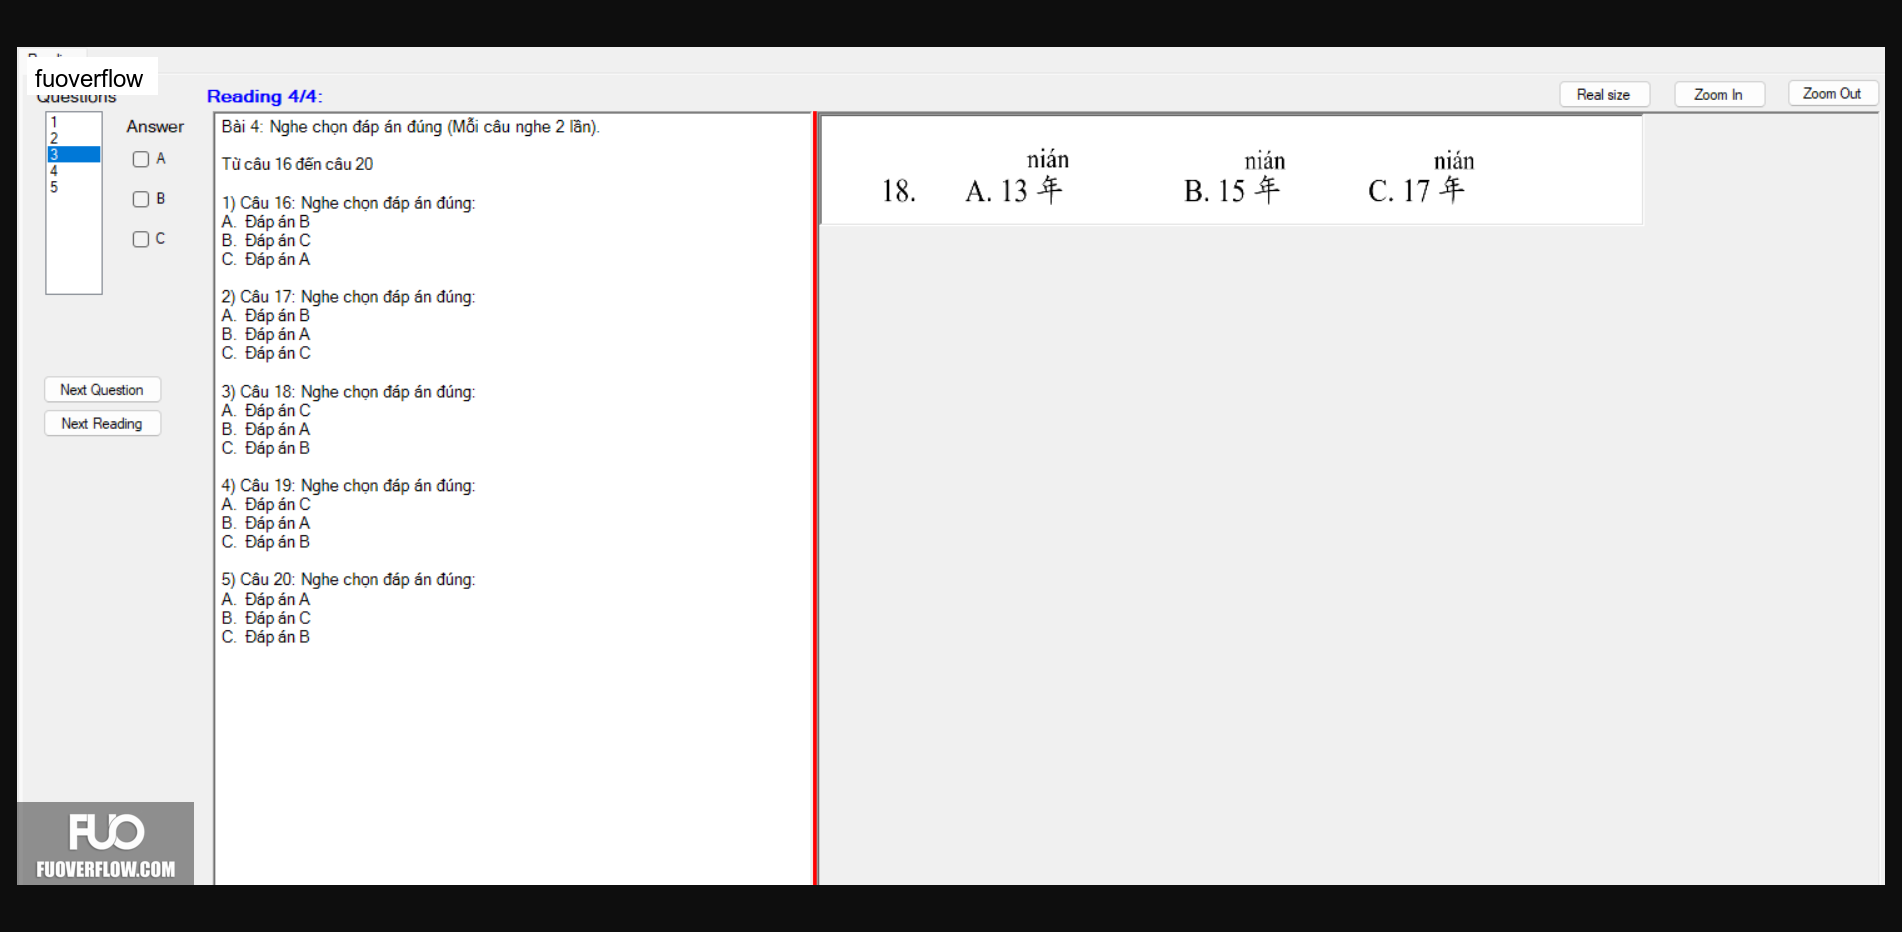 fuoverflow
Questions
Reading 4/4:
Real size
Zoom In
Zoom Out
1
2
3
4
5
Answer
A
B
C
Next Question
Next Reading
Bài 4: Nghe chọn đáp án đúng (Mỗi câu nghe 2 lần).
Từ câu 16 đến câu 20
1) Câu 16: Nghe chọn đáp án đúng:
A. Đáp án B
B. Đáp án C
C. Đáp án A
2) Câu 17: Nghe chọn đáp án đúng:
A. Đáp án B
B. Đáp án A
C. Đáp án C
3) Câu 18: Nghe chọn đáp án đúng:
A. Đáp án C
B. Đáp án A
C. Đáp án B
4) Câu 19: Nghe chọn đáp án đúng:
A. Đáp án C
B. Đáp án A
C. Đáp án B
5) Câu 20: Nghe chọn đáp án đúng:
A. Đáp án A
B. Đáp án C
C. Đáp án B
nián nián nián
18. A. 13 年 B. 15 年 C. 17 年
FUO
FUOVERFLOW.COM